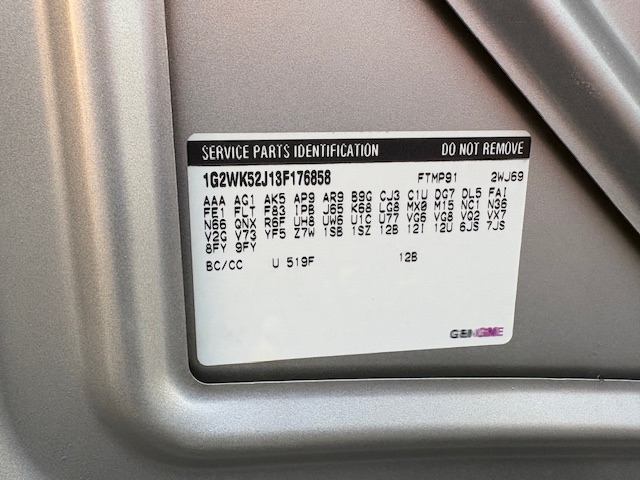 SERVICE PARTS IDENTIFICATION DO NOT REMOVE
1G2WK52J13F176858 FTMP91 2WJ69
AAA AG1 AK5 AP9 AR9 B9G CJ3 C1U DG7 DL5 FAI
FE1 FLT F83 IPB J65 K68 LG8 MX0 M15 NC1 N36
N66 QNX R6F UH8 UW6 U1C U77 VG6 VG8 VQ2 VX7
V2G V73 YF5 Z7W 1SB 1SZ 12B 12I 12U 6JS 7JS
8FY 9FY
BC/CC U 519F 12B